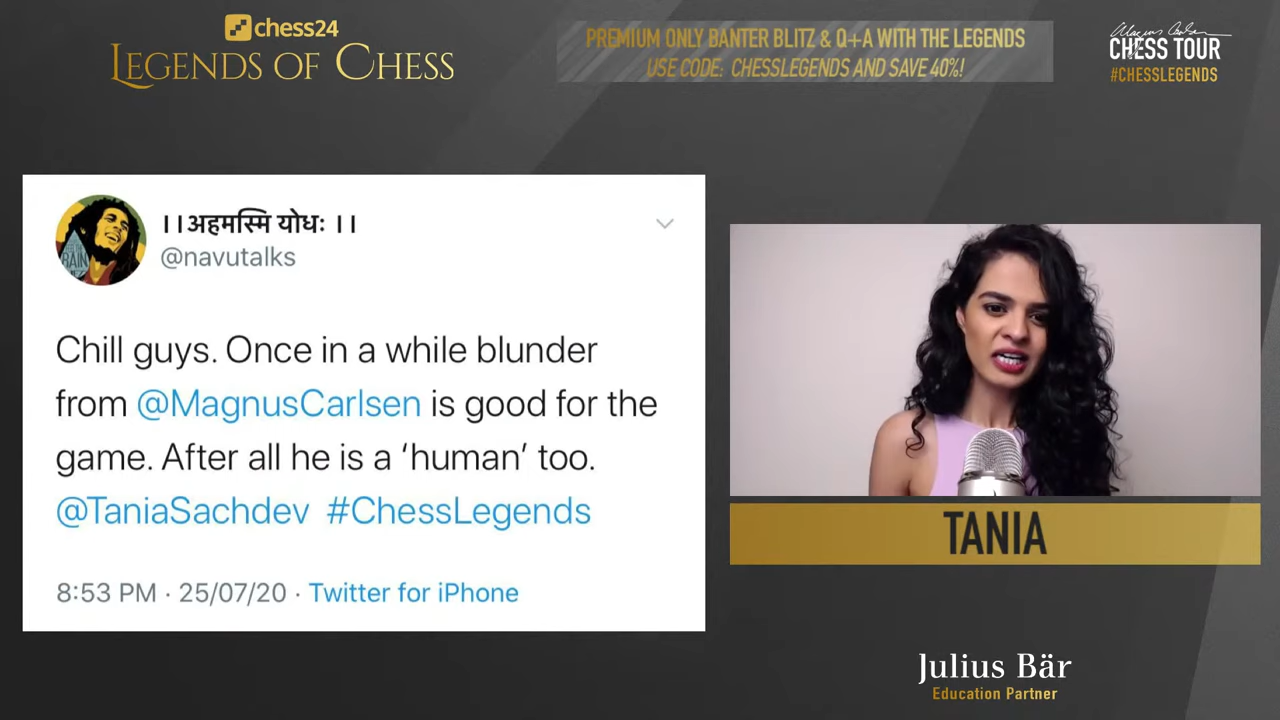 chess24
LEGENDS OF CHESS
PREMIUM ONLY BANTER BLITZ & Q+A WITH THE LEGENDS
USE CODE: CHESSLEGENDS AND SAVE 40%!
Magnus Carlsen
CHESS TOUR
#CHESSLEGENDS
।।अहमस्मि योधः ।।
@navutalks
RAIN
Chill guys. Once in a while blunder
from @MagnusCarlsen is good for the
game. After all he is a ‘human’ too.
@TaniaSachdev #ChessLegends
8:53 PM · 25/07/20 · Twitter for iPhone
TANIA
Julius Bär
Education Partner